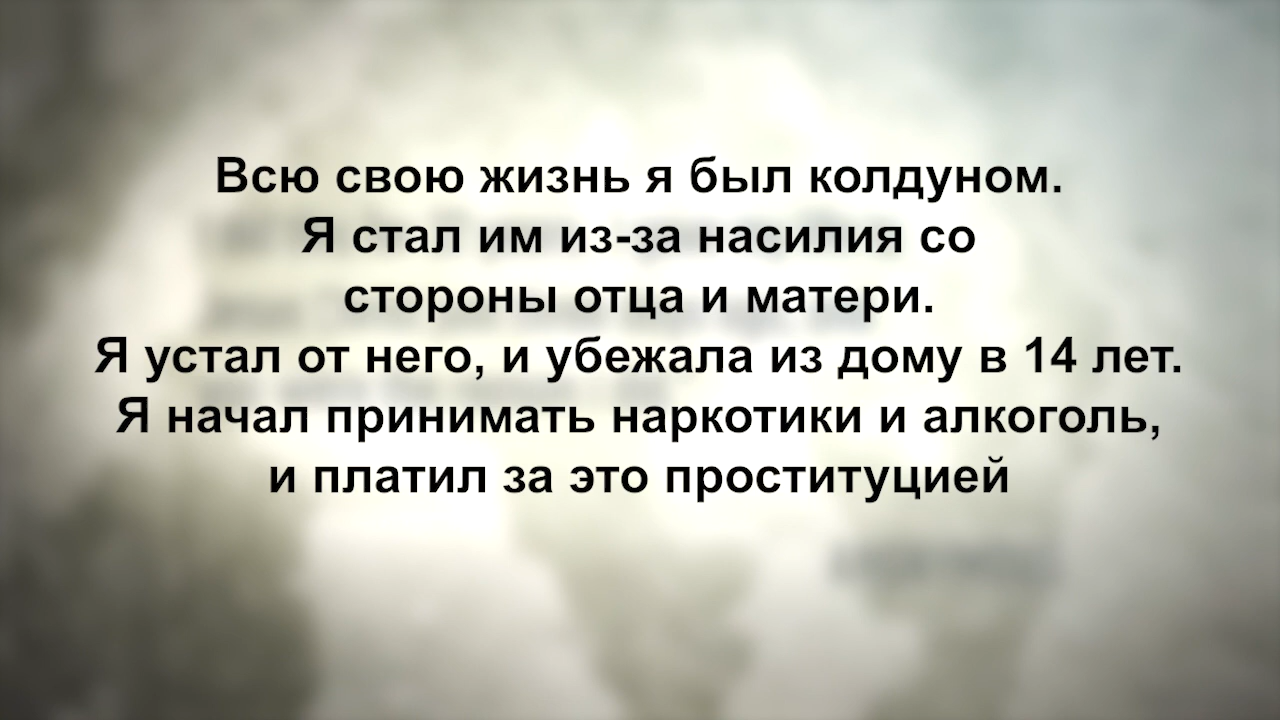 Всю свою жизнь я был колдуном.
Я стал им из-за насилия со
стороны отца и матери.
Я устал от него, и убежала из дому в 14 лет.
Я начал принимать наркотики и алкоголь,
и платил за это проституцией